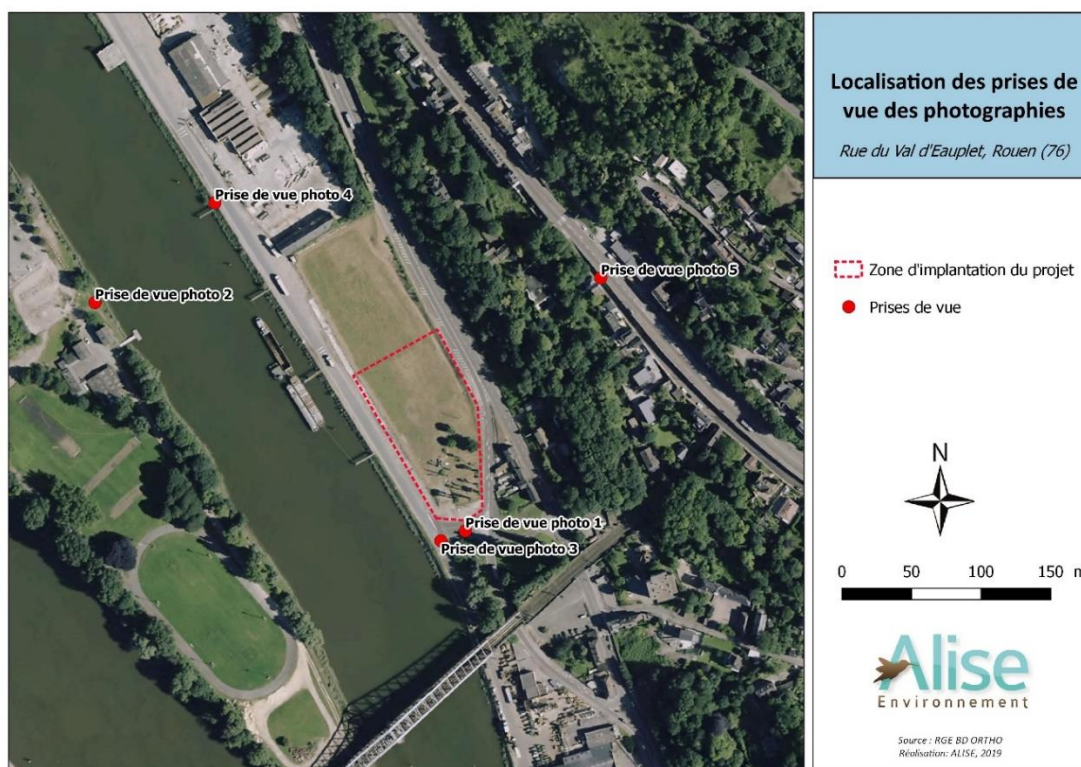 Localisation des prises de
vue des photographies
Rue du Val d'Eauplet, Rouen (76)
Prise de vue photo 4
Prise de vue photo 5
Prise de vue photo 2
Prise de vue photo 1
Prise de vue photo 3
Zone d'implantation du projet
Prises de vue
N
0 50 100 150 m
Alise
Environnement
Source : RGE BD ORTHO
Réalisation: ALISE, 2019